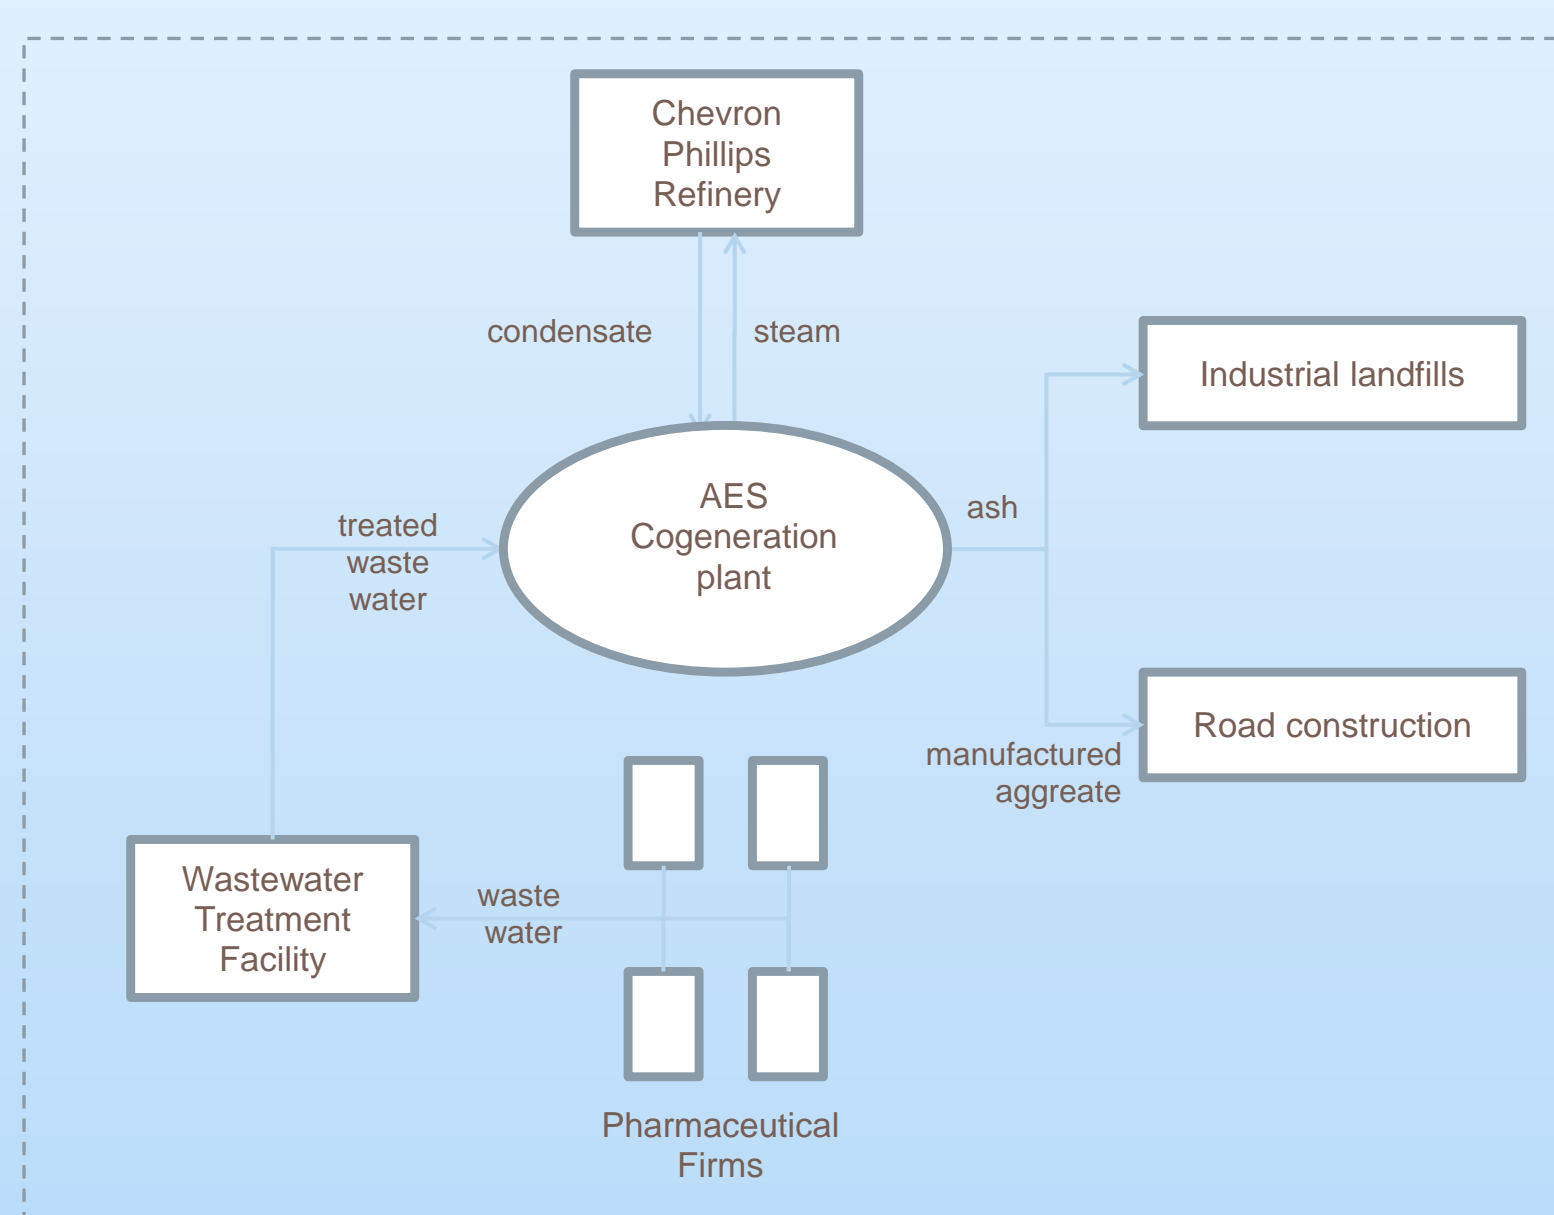 Chevron
Phillips
Refinery
condensate
steam
Industrial landfills
AES
Cogeneration
plant
ash
treated
waste
water
Road construction
manufactured
aggreate
Wastewater
Treatment
Facility
waste
water
Pharmaceutical
Firms